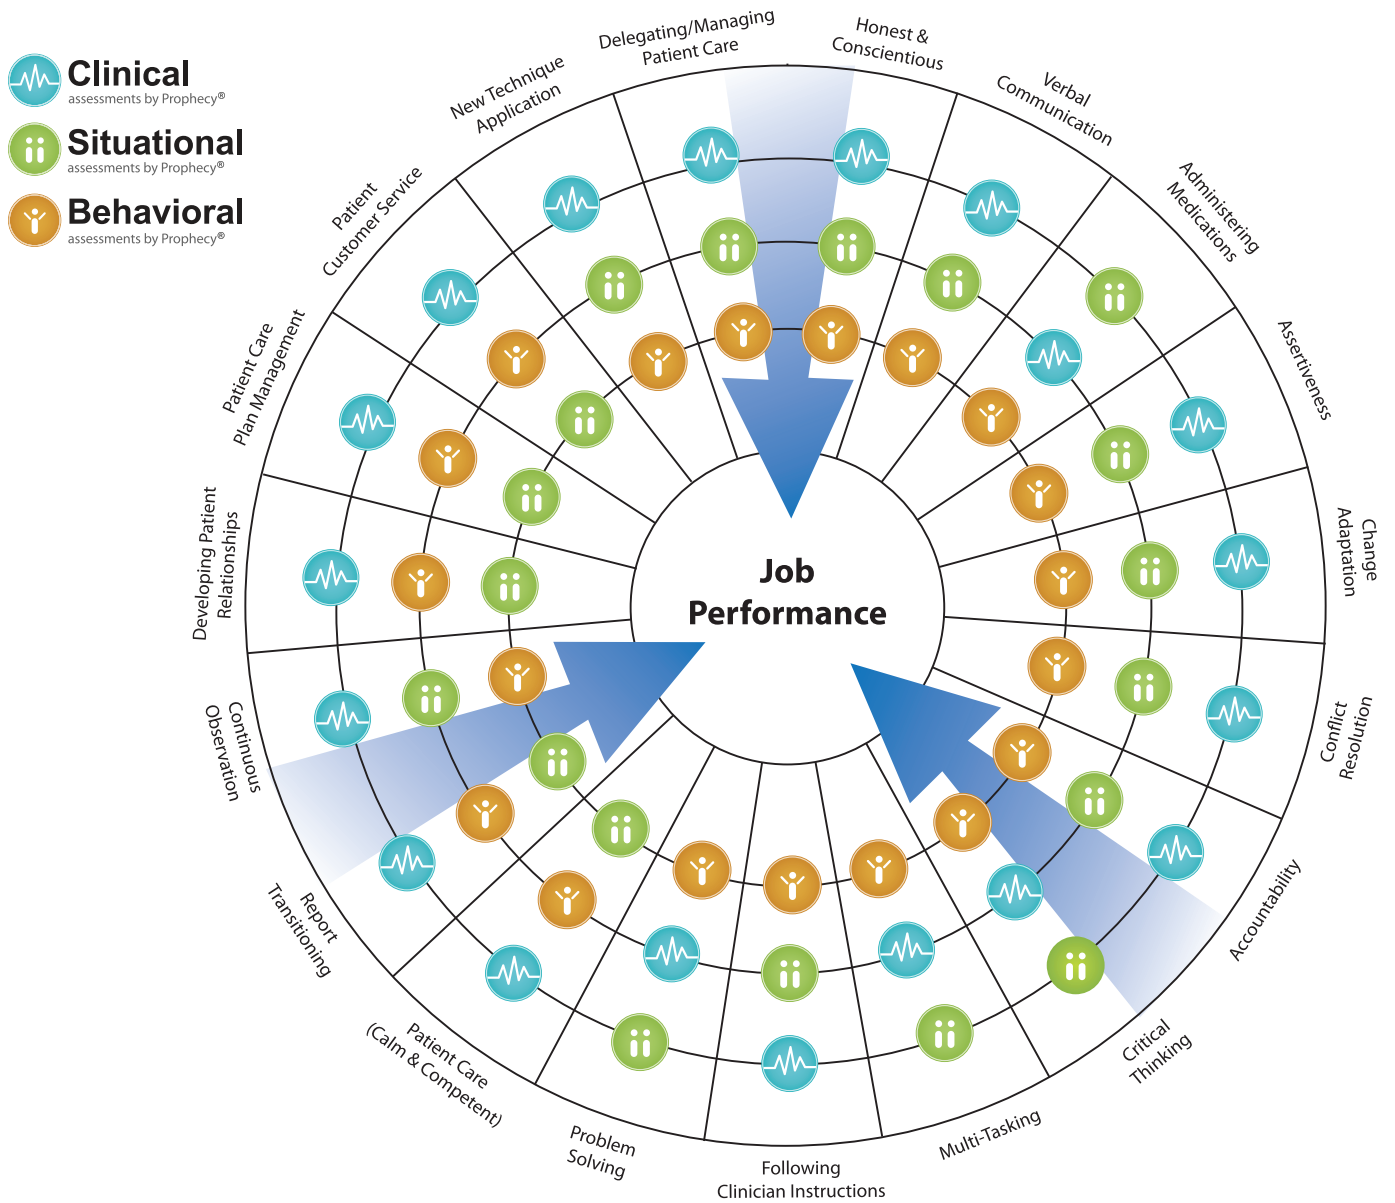 Clinical
assessments by Prophecy®
Situational
assessments by Prophecy®
Behavioral
assessments by Prophecy®
Delegating/Managing
Patient Care
Honest &
Conscientious
Verbal
Communication
Administering
Medications
Assertiveness
Change
Adaptation
Conflict
Resolution
Accountability
Critical
Thinking
Multi-Tasking
Following
Clinician Instructions
Problem
Solving
Patient Care
(Calm & Competent)
Report
Transitioning
Continuous
Observation
Developing Patient
Relationships
Patient Care
Plan Management
Patient
Customer Service
New Technique
Application
Job
Performance